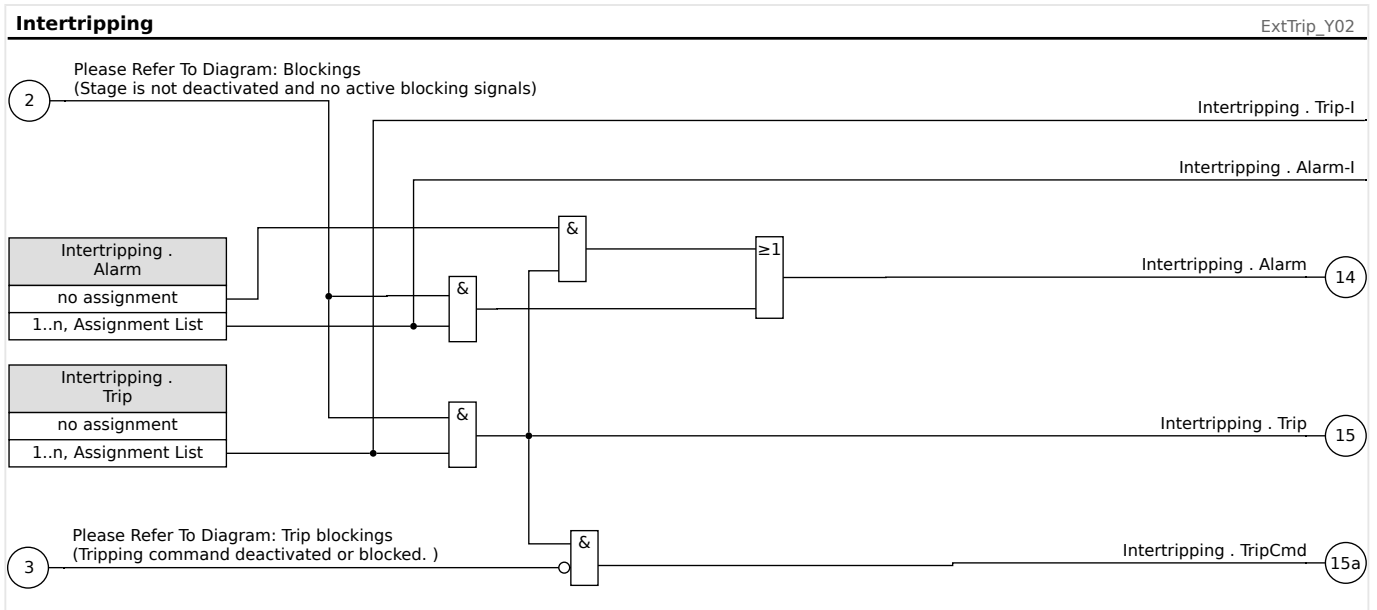 Intertripping
ExtTrip_Y02
Please Refer To Diagram: Blockings
(Stage is not deactivated and no active blocking signals)
2
Intertripping . Trip-I
Intertripping . Alarm-I
&
Intertripping .
Alarm
no assignment
1..n, Assignment List
&
≥1
Intertripping . Alarm
14
Intertripping .
Trip
no assignment
1..n, Assignment List
&
Intertripping . Trip
15
Please Refer To Diagram: Trip blockings
(Tripping command deactivated or blocked. )
3
&
Intertripping . TripCmd
15a